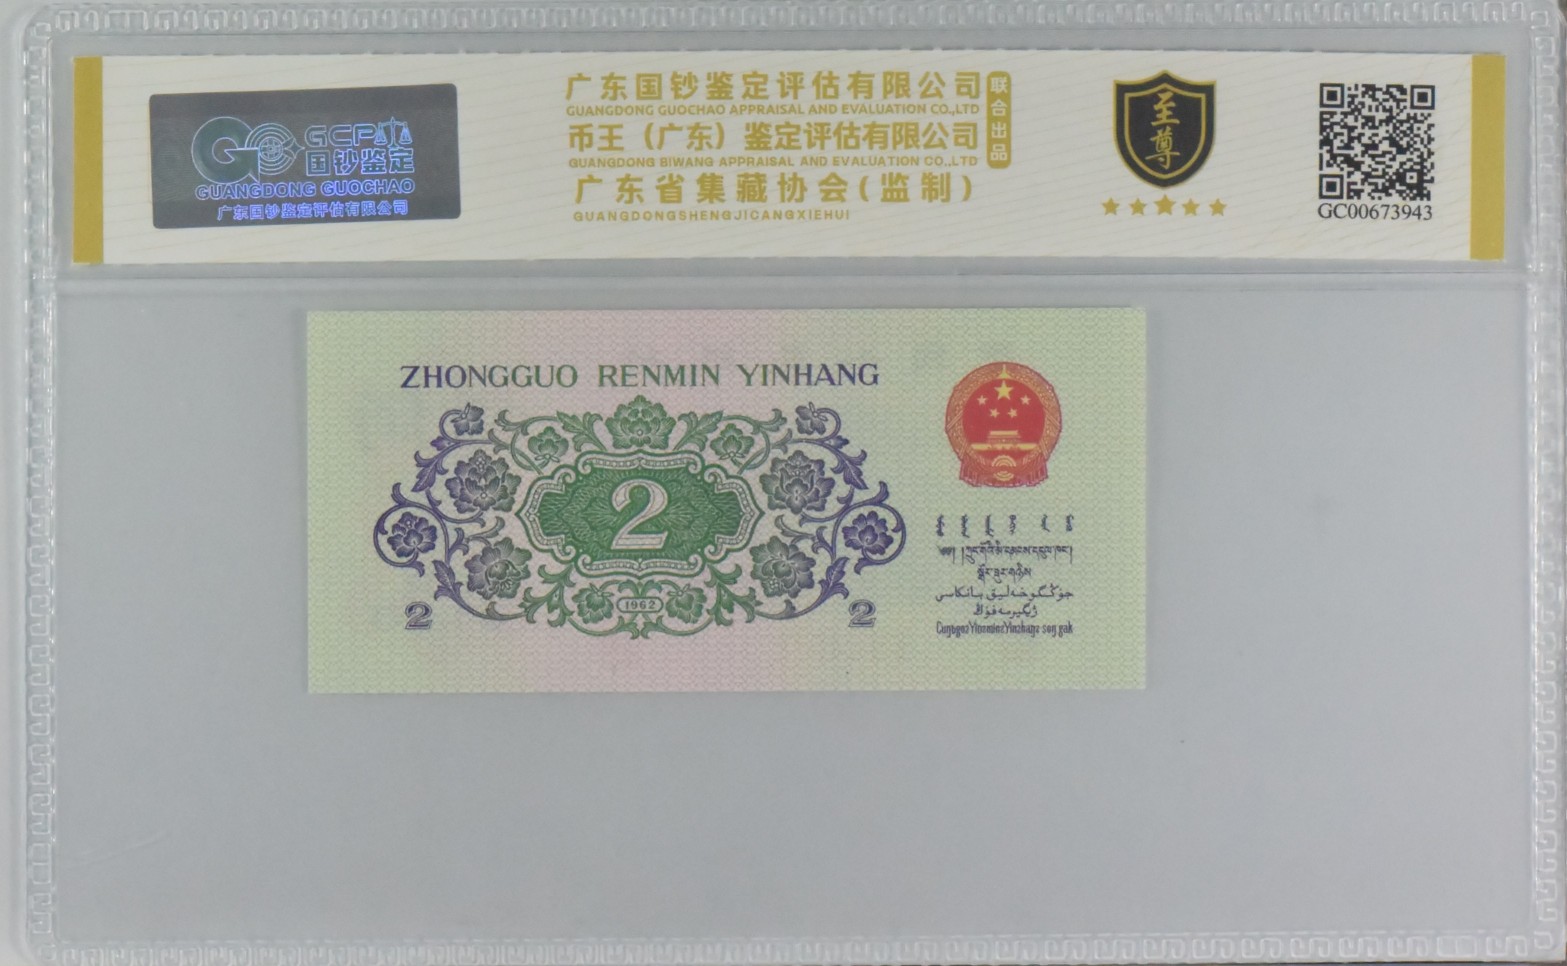 GCP
国钞鉴定
GUANGDONG GUOCHAO
广东国钞鉴定评估有限公司
广东国钞鉴定评估有限公司
GUANGDONG GUOCHAO APPRAISAL AND EVALUATION CO.,LTD
币王（广东）鉴定评估有限公司
GUANGDONG BIWANG APPRAISAL AND EVALUATION CO.,LTD
广东省集藏协会(监制)
GUANGDONGSHENGJICANGXIEHUI
联合出品
至尊
GC00673943
ZHONGGUO RENMIN YINHANG
2
1962
2
2